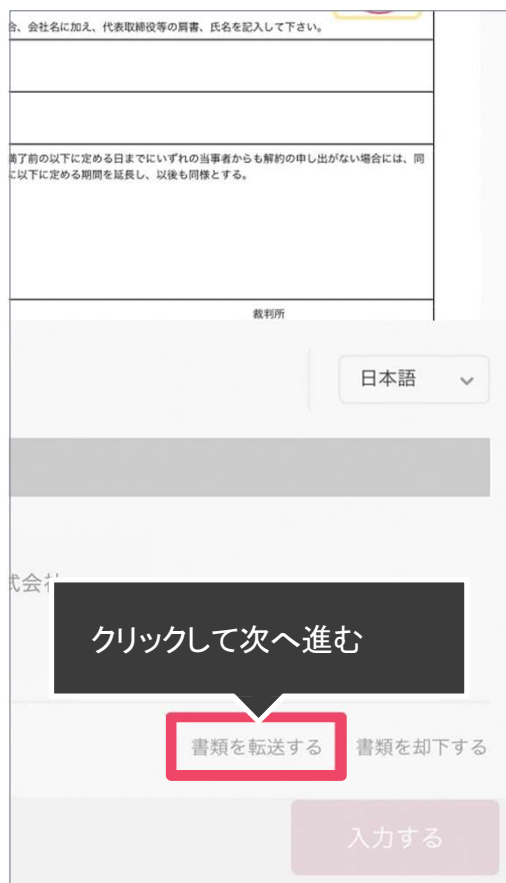 合、会社名に加え、代表取締役等の肩書、氏名を記入して下さい。
満了前の以下に定める日までにいずれの当事者からも解約の申し出がない場合には、同
に以下に定める期間を延長し、以後も同様とする。
裁判所
日本語
式会社
クリックして次へ進む
書類を転送する 書類を却下する
入力する